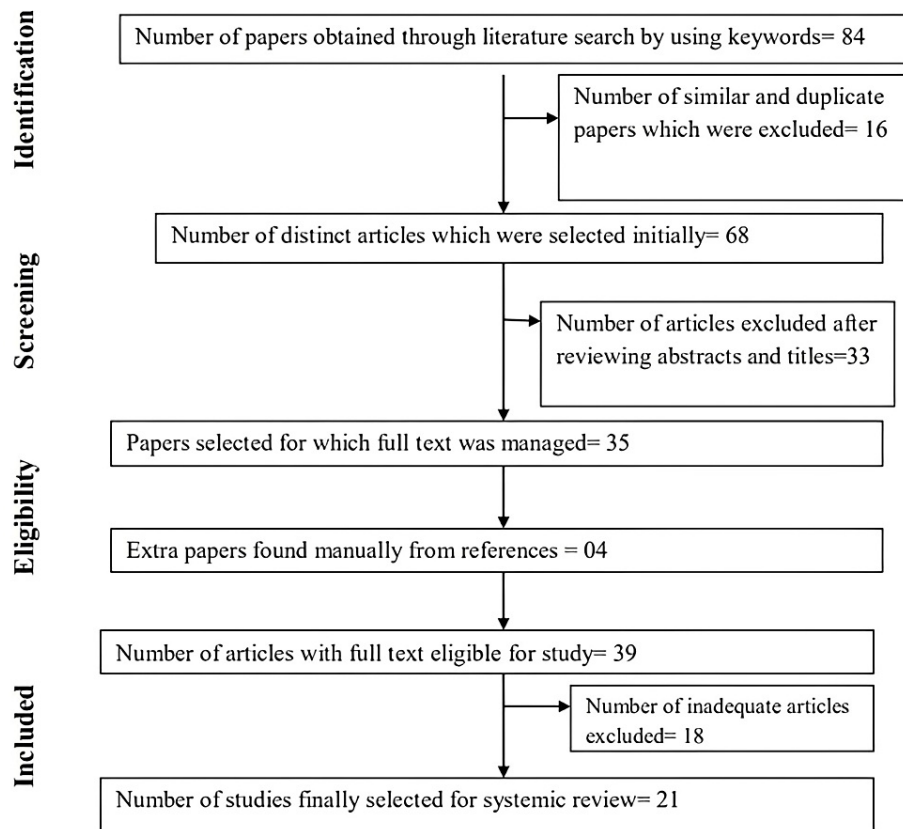 Identification
Number of papers obtained through literature search by using keywords= 84
Number of similar and duplicate
papers which were excluded= 16
Number of distinct articles which were selected initially= 68
Screening
Number of articles excluded after
reviewing abstracts and titles=33
Papers selected for which full text was managed= 35
Eligibility
Extra papers found manually from references = 04
Number of articles with full text eligible for study= 39
Included
Number of inadequate articles
excluded= 18
Number of studies finally selected for systemic review= 21